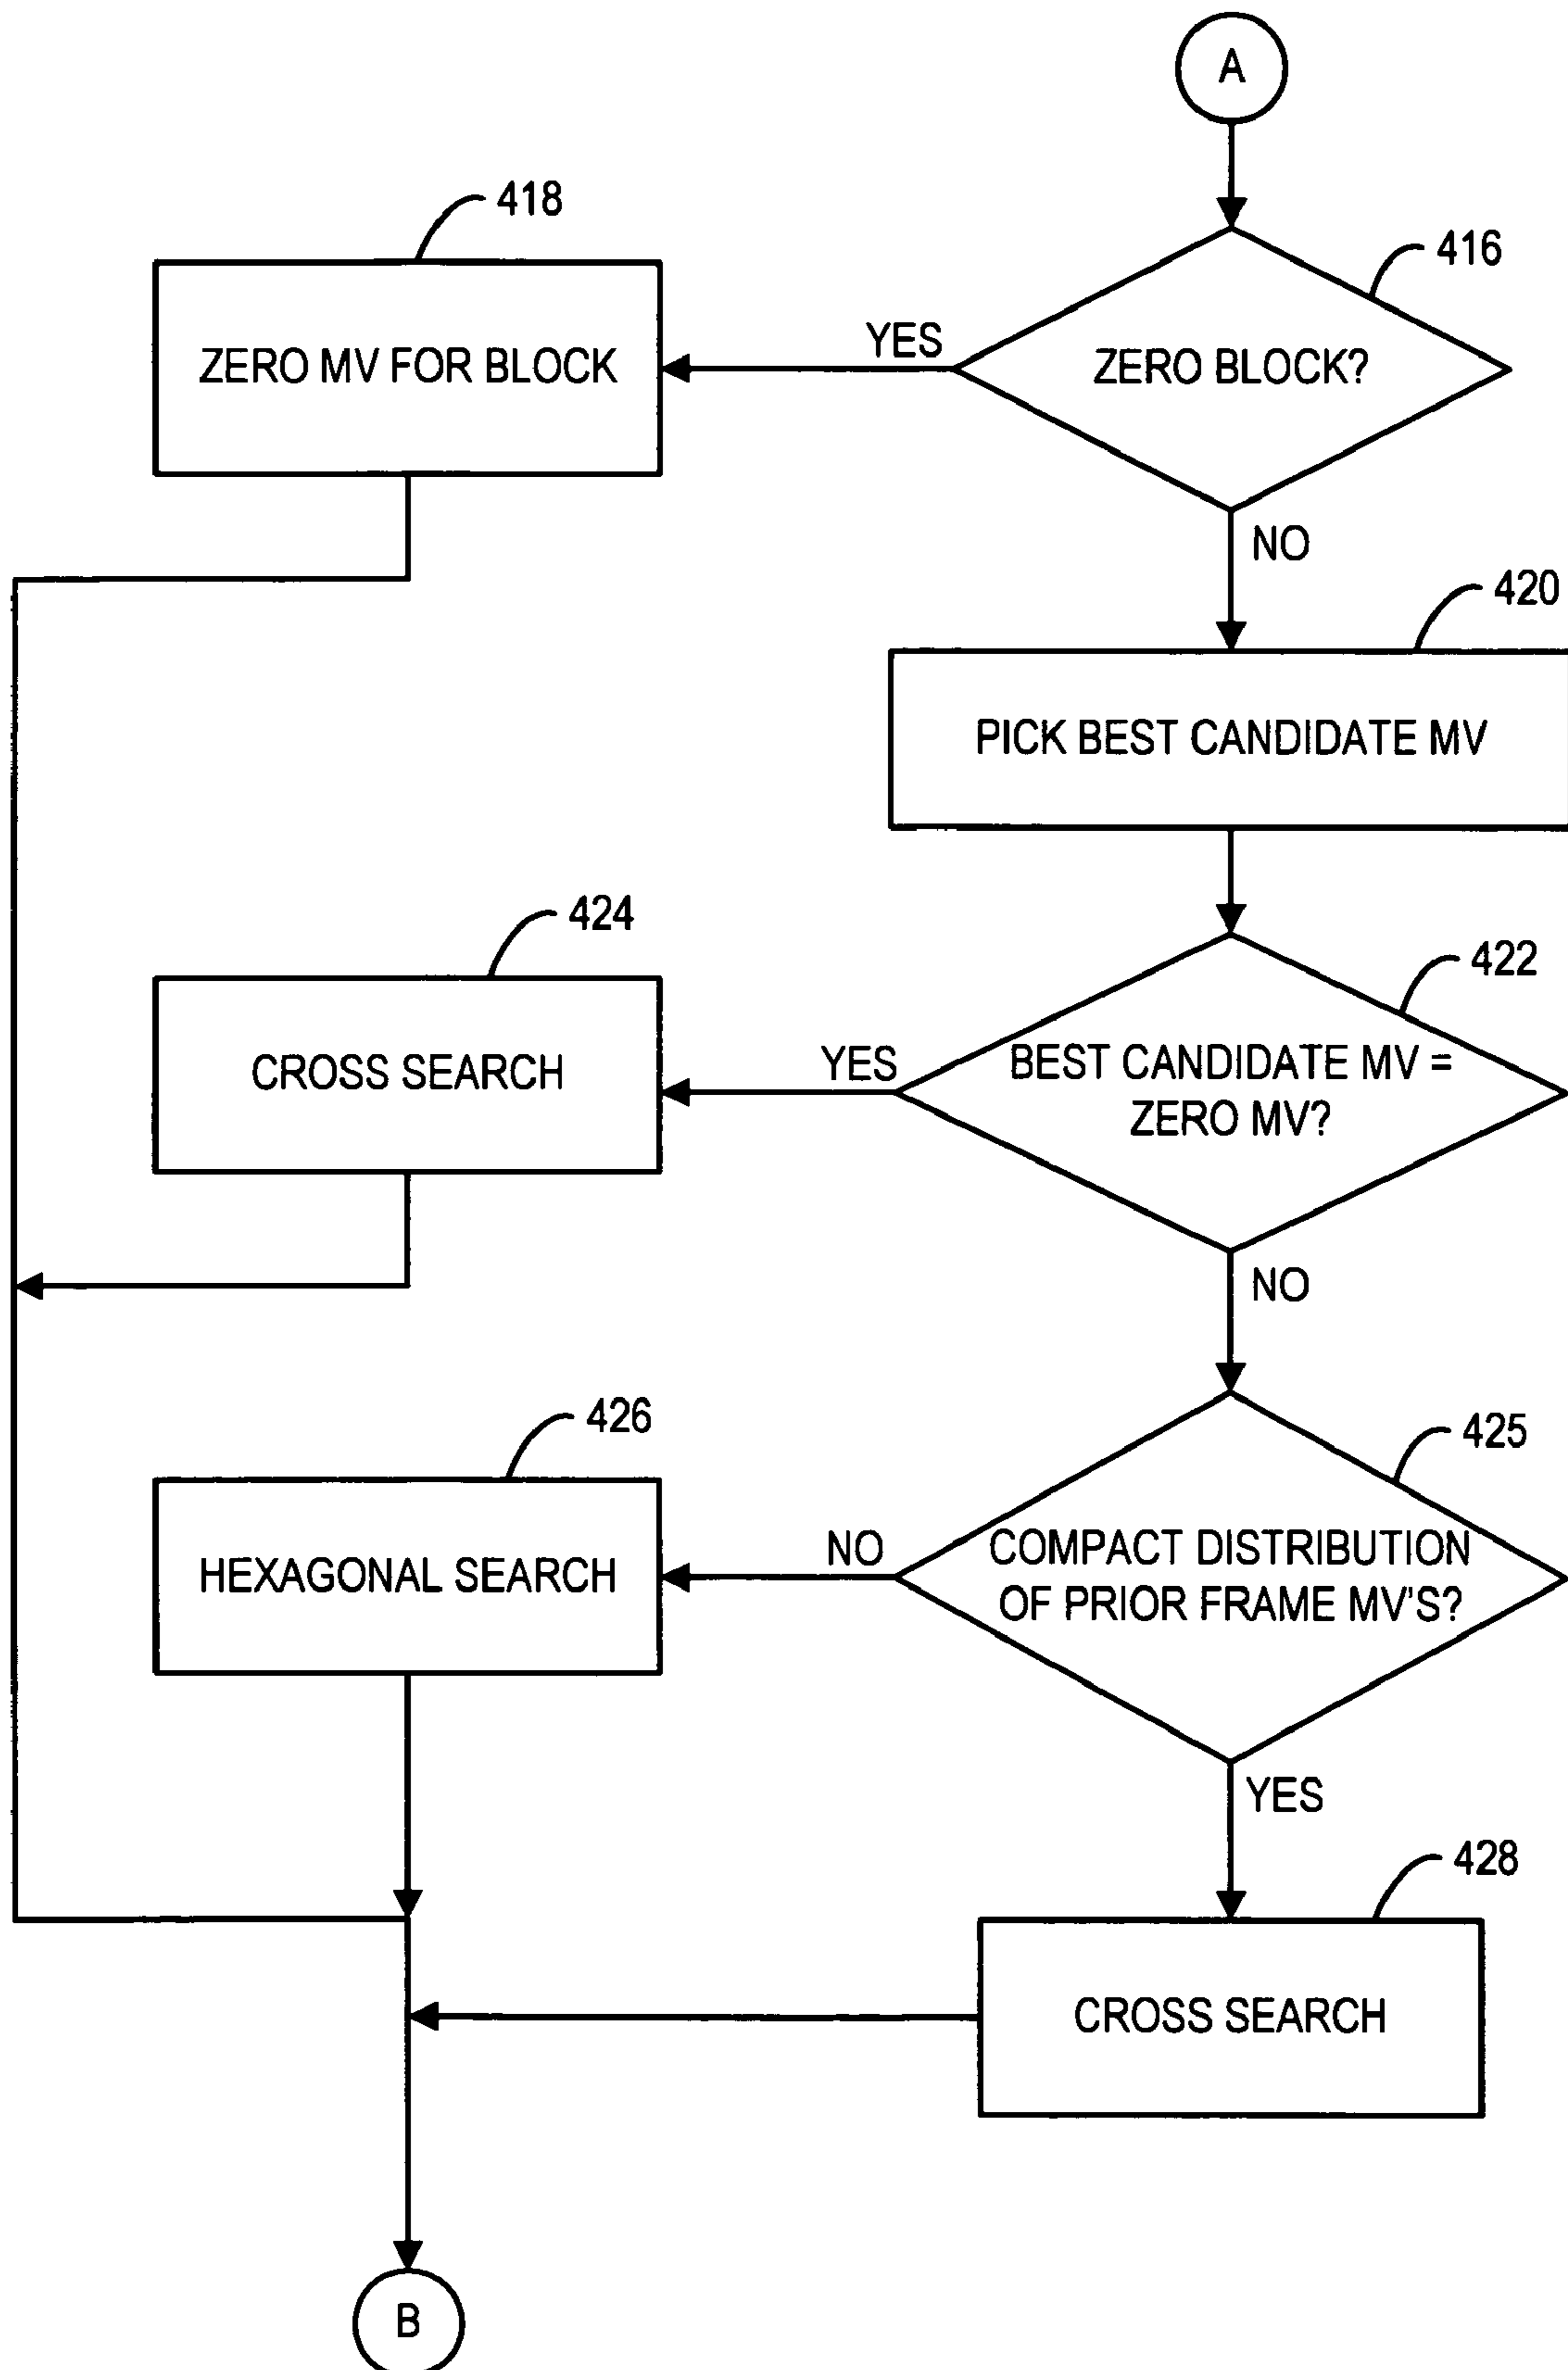 A
418
416
YES
ZERO MV FOR BLOCK
ZERO BLOCK?
NO
420
PICK BEST CANDIDATE MV
424
422
CROSS SEARCH
YES
BEST CANDIDATE MV =
ZERO MV?
NO
426
425
HEXAGONAL SEARCH
NO
COMPACT DISTRIBUTION
OF PRIOR FRAME MV'S?
YES
428
CROSS SEARCH
B